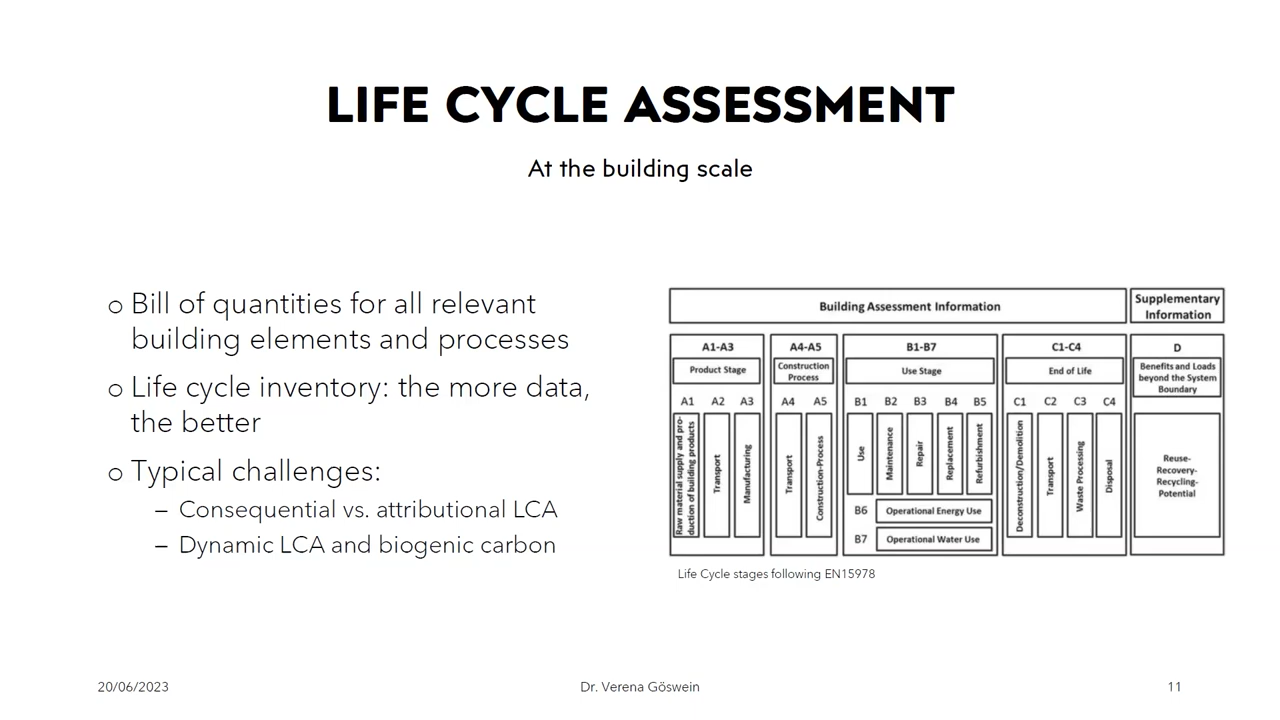 LIFE CYCLE ASSESSMENT
At the building scale
o Bill of quantities for all relevant
building elements and processes
o Life cycle inventory: the more data,
the better
o Typical challenges:
– Consequential vs. attributional LCA
– Dynamic LCA and biogenic carbon
Building Assessment Information
Supplementary
Information
A1-A3
Product Stage
A1 A2 A3
Raw material supply and pro-
duction of building products
Transport
Manufacturing
A4-A5
Construction
Process
A4 A5
Transport
Construction-Process
B1-B7
Use Stage
B1 B2 B3 B4 B5
Use
Maintenance
Repair
Replacement
Refurbishment
B6 Operational Energy Use
B7 Operational Water Use
C1-C4
End of Life
C1 C2 C3 C4
Deconstruction/Demolition
Transport
Waste Processing
Disposal
D
Benefits and Loads
beyond the System
Boundary
Reuse-
Recovery-
Recycling-
Potential
Life Cycle stages following EN15978
20/06/2023
Dr. Verena Göswein
11